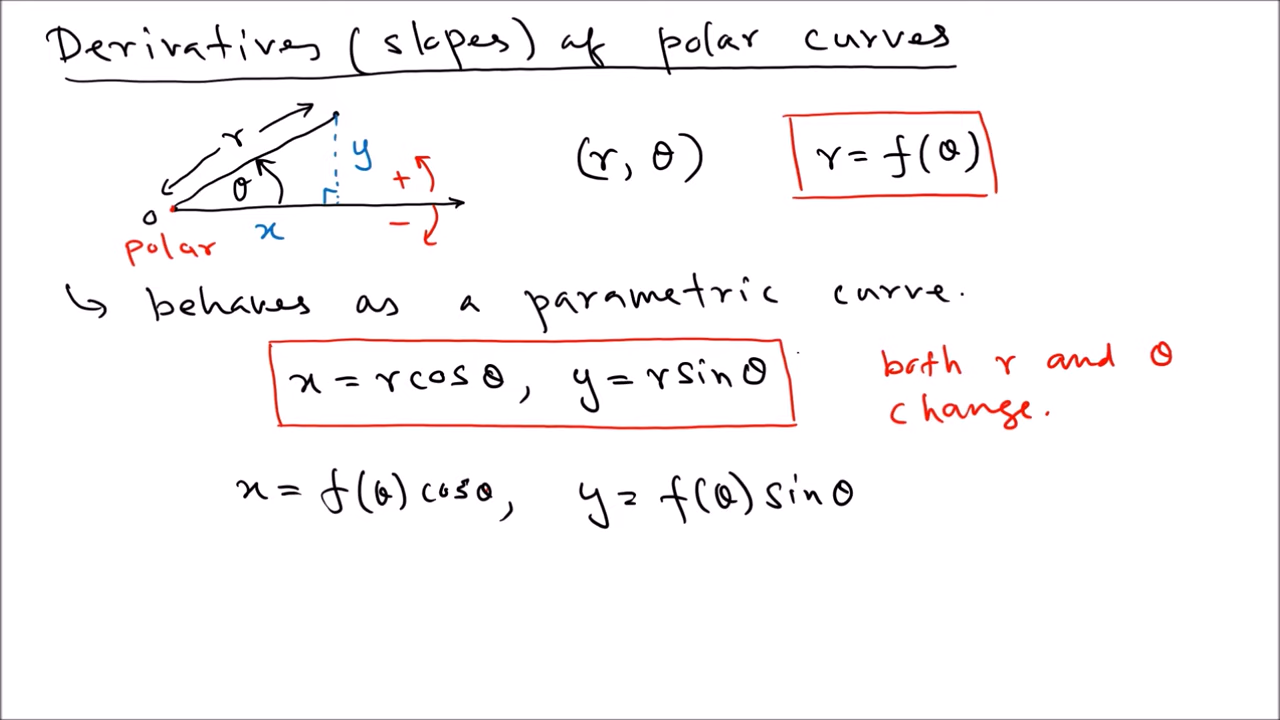 Derivatives (slopes) of polar curves
r
θ
y
+
-
x
O
polar
(r, θ)
r = f(θ)
↳ behaves as a parametric curve.
x = r cos θ, y = r sin θ
both r and θ
change.
x = f(θ) cos θ, y = f(θ) sin θ